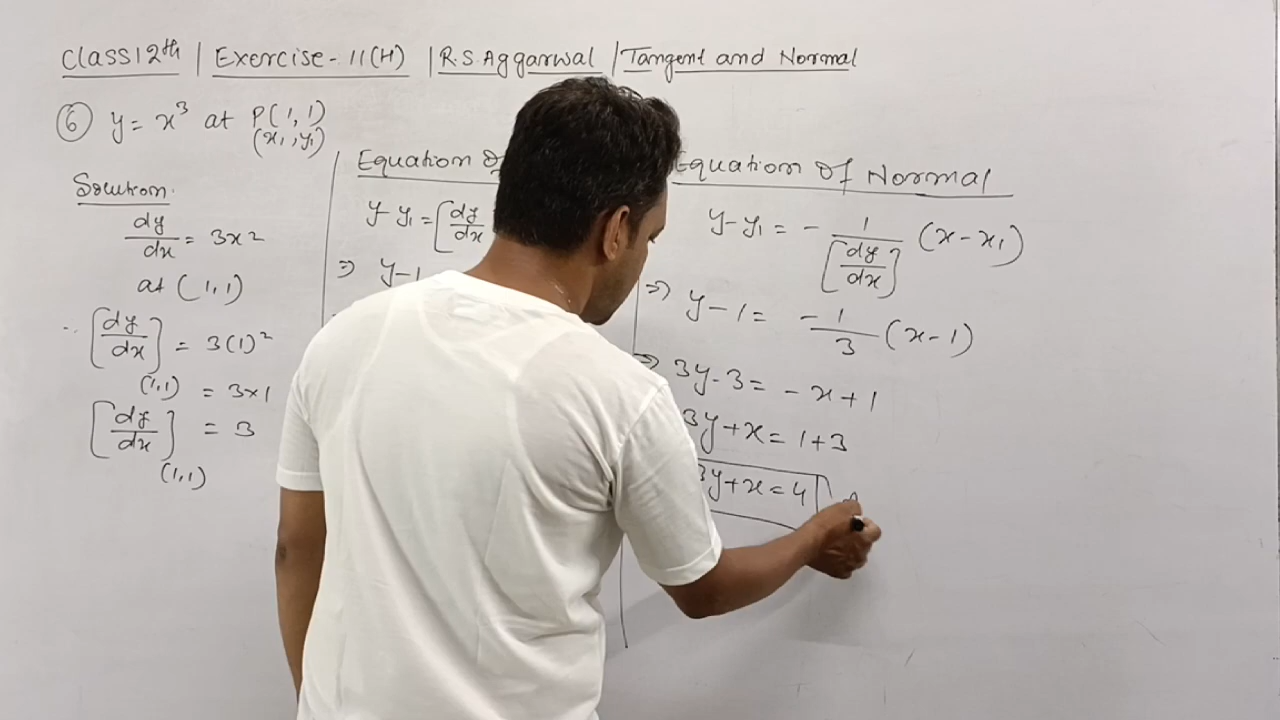 Class 12th | Exercise - 11(H) | R.S. Aggarwal | Tangent and Normal
⑥ y = x³ at P(1, 1)
(x₁, y₁)
Solution.
dy/dx = 3x²
at (1,1)
∴ [dy/dx] = 3(1)²
(1,1) = 3×1
[dy/dx] = 3
(1,1)
Equation Of
y-y₁ = [dy/dx
⇒ y-1
Equation Of Normal
y-y₁ = - 1/[dy/dx] (x-x₁)
⇒ y-1 = -1/3 (x-1)
⇒ 3y-3 = -x+1
3y+x = 1+3
3y+x = 4